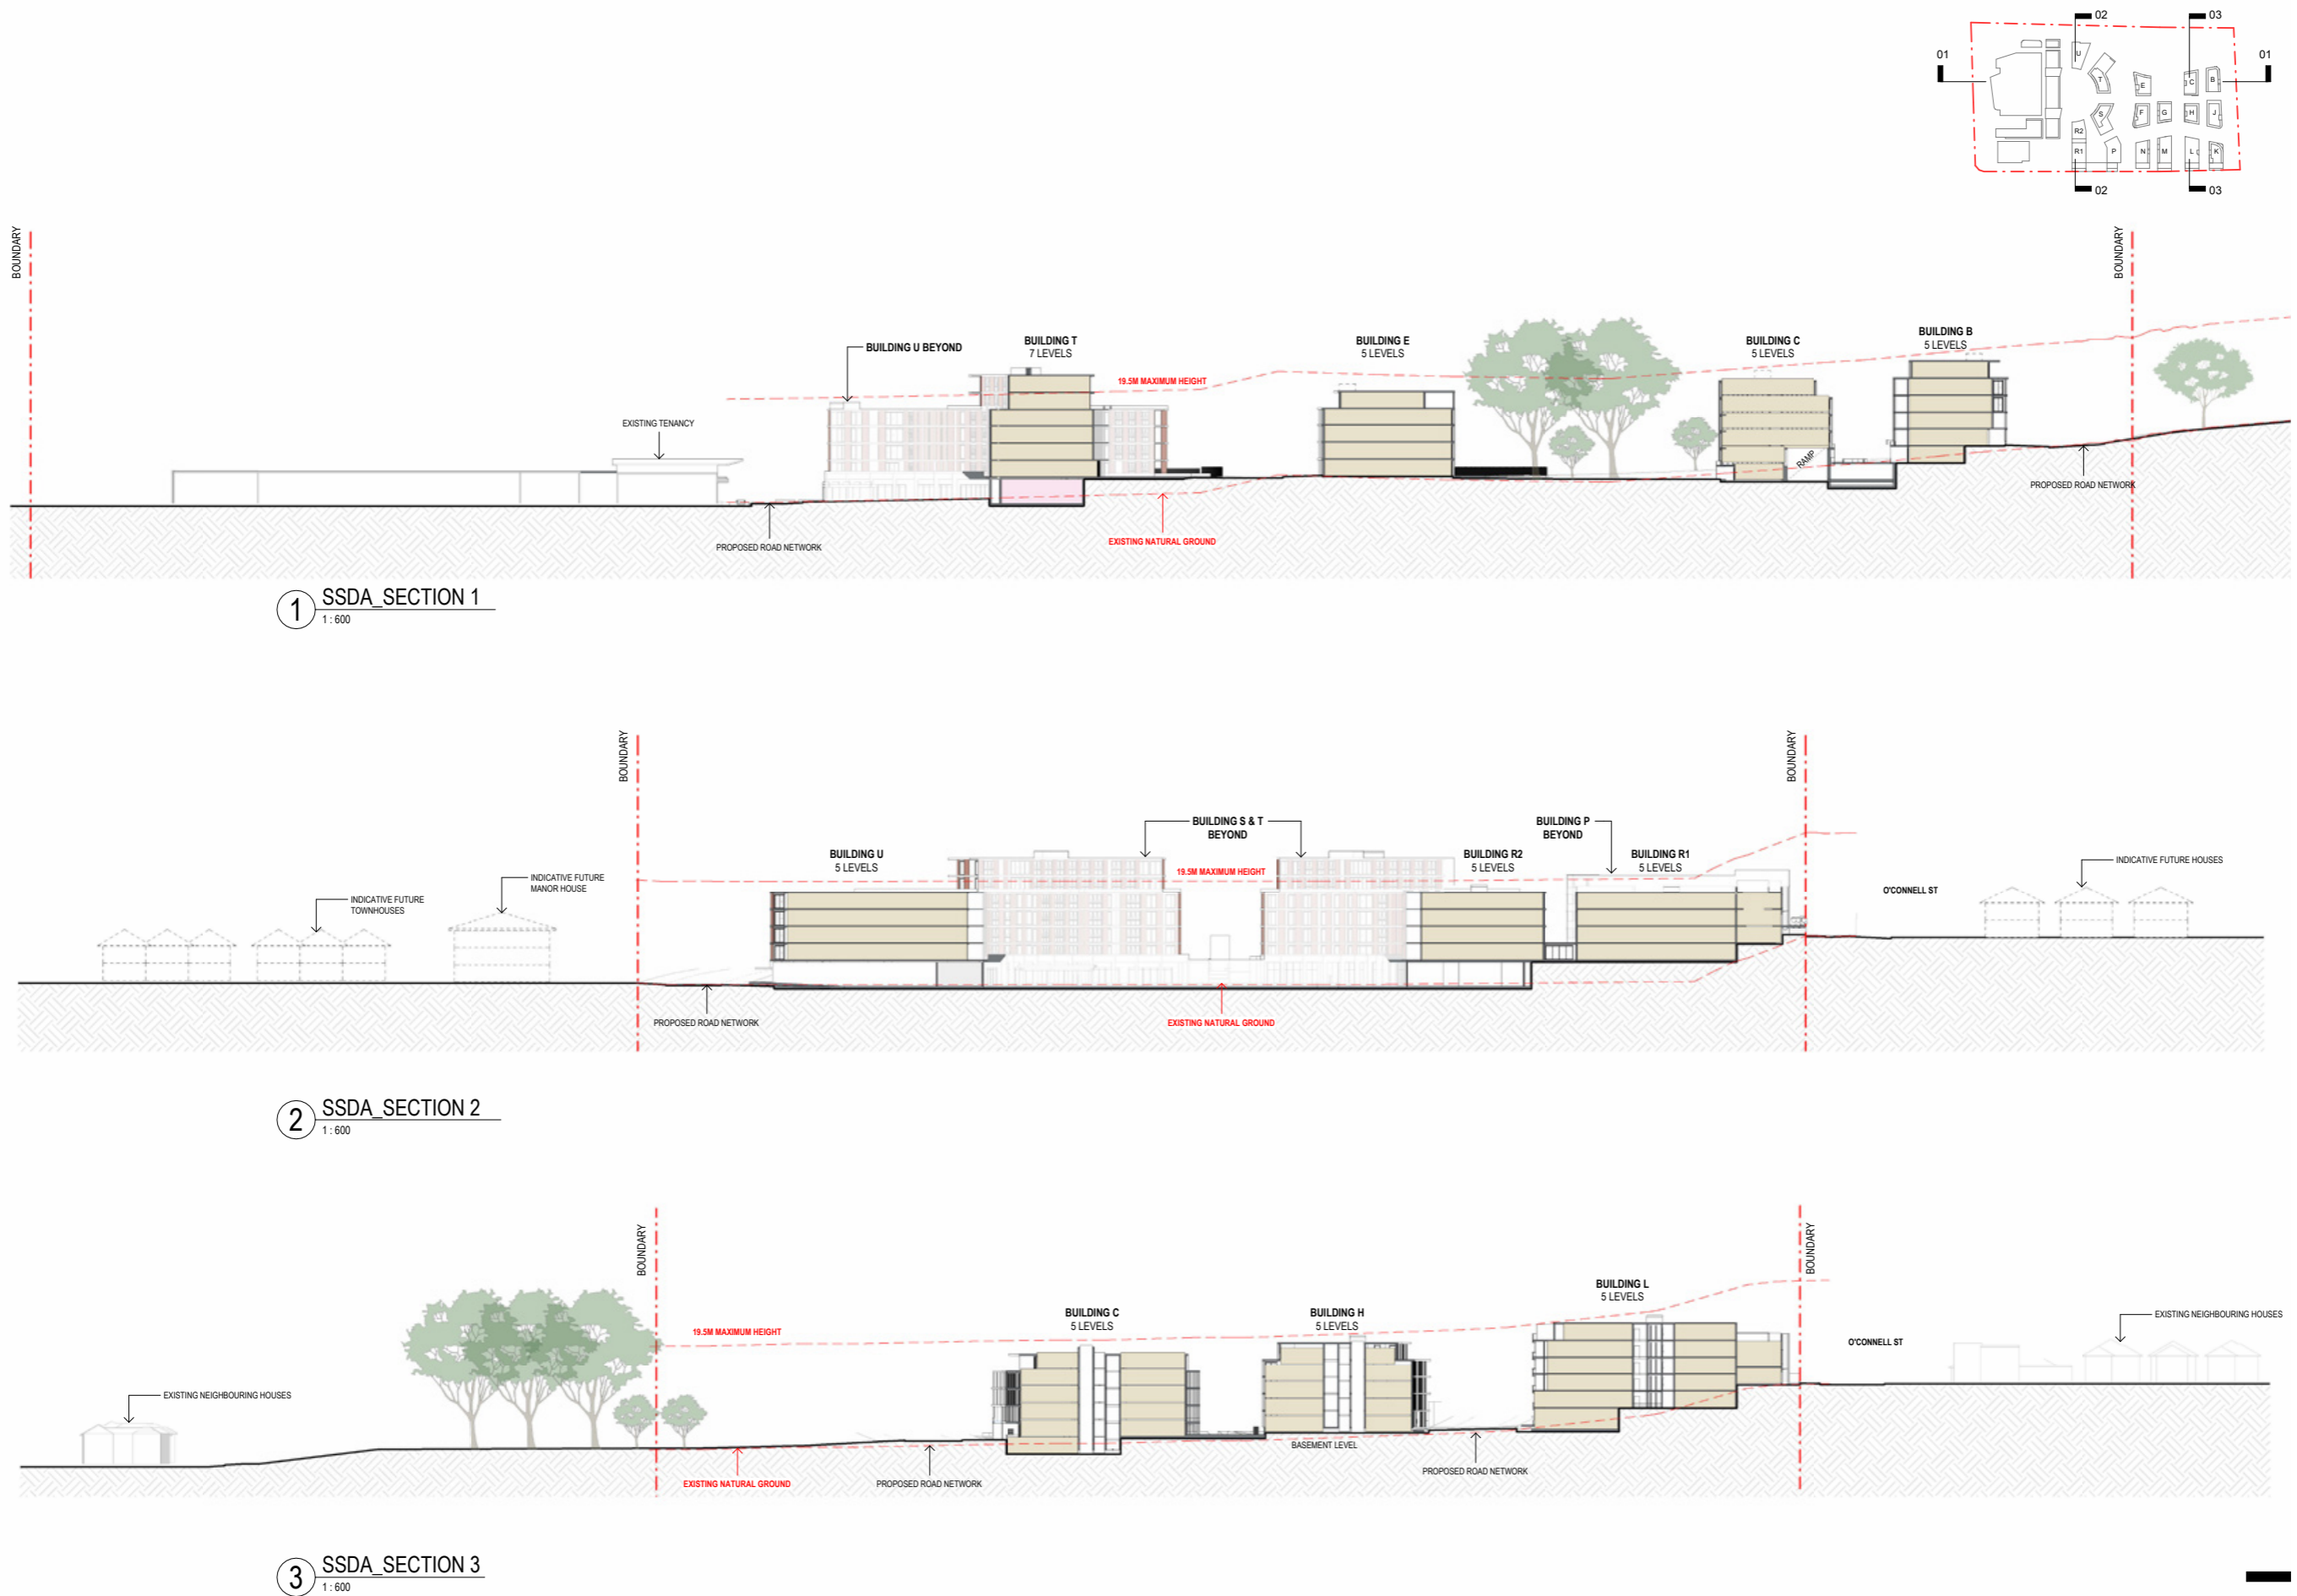 02
03
01
01
U
T
E
C
B
S
F
G
H
J
R2
R1
P
N
M
L
K
BOUNDARY
BOUNDARY
BUILDING U BEYOND
BUILDING T
7 LEVELS
BUILDING E
5 LEVELS
BUILDING C
5 LEVELS
BUILDING B
5 LEVELS
19.5M MAXIMUM HEIGHT
EXISTING TENANCY
RAMP
PROPOSED ROAD NETWORK
PROPOSED ROAD NETWORK
EXISTING NATURAL GROUND
02
03
1
SSDA_SECTION 1
1 : 600
BOUNDARY
BOUNDARY
BUILDING U
5 LEVELS
BUILDING S & T
BEYOND
BUILDING P
BEYOND
BUILDING R2
5 LEVELS
BUILDING R1
5 LEVELS
19.5M MAXIMUM HEIGHT
INDICATIVE FUTURE
TOWNHOUSES
INDICATIVE FUTURE
MANOR HOUSE
O'CONNELL ST
INDICATIVE FUTURE HOUSES
PROPOSED ROAD NETWORK
EXISTING NATURAL GROUND
2
SSDA_SECTION 2
1 : 600
BOUNDARY
BOUNDARY
19.5M MAXIMUM HEIGHT
BUILDING C
5 LEVELS
BUILDING H
5 LEVELS
BUILDING L
5 LEVELS
O'CONNELL ST
EXISTING NEIGHBOURING HOUSES
EXISTING NEIGHBOURING HOUSES
BASEMENT LEVEL
EXISTING NATURAL GROUND
PROPOSED ROAD NETWORK
PROPOSED ROAD NETWORK
3
SSDA_SECTION 3
1 : 600